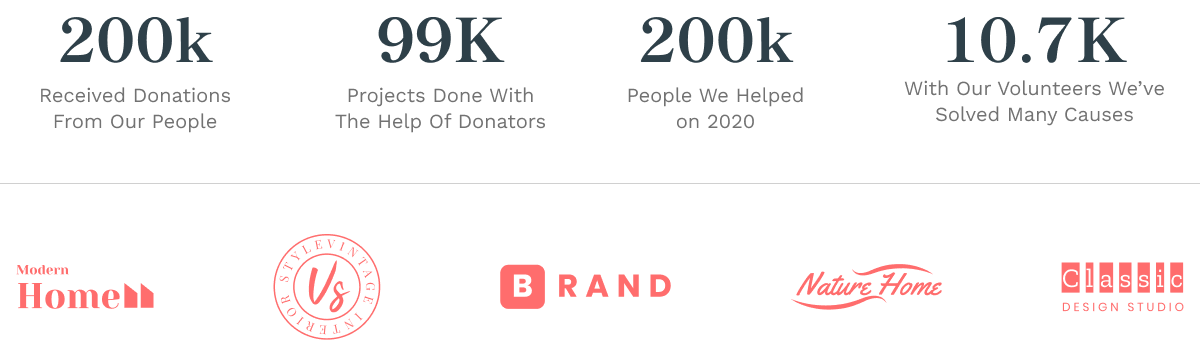 200k
Received Donations
From Our People
99K
Projects Done With
The Help Of Donators
200k
People We Helped
on 2020
10.7K
With Our Volunteers We’ve
Solved Many Causes
Modern
Home
STYLEVINTAGE INTERIOR
Vs
BRAND
Nature Home
Classic
DESIGN STUDIO